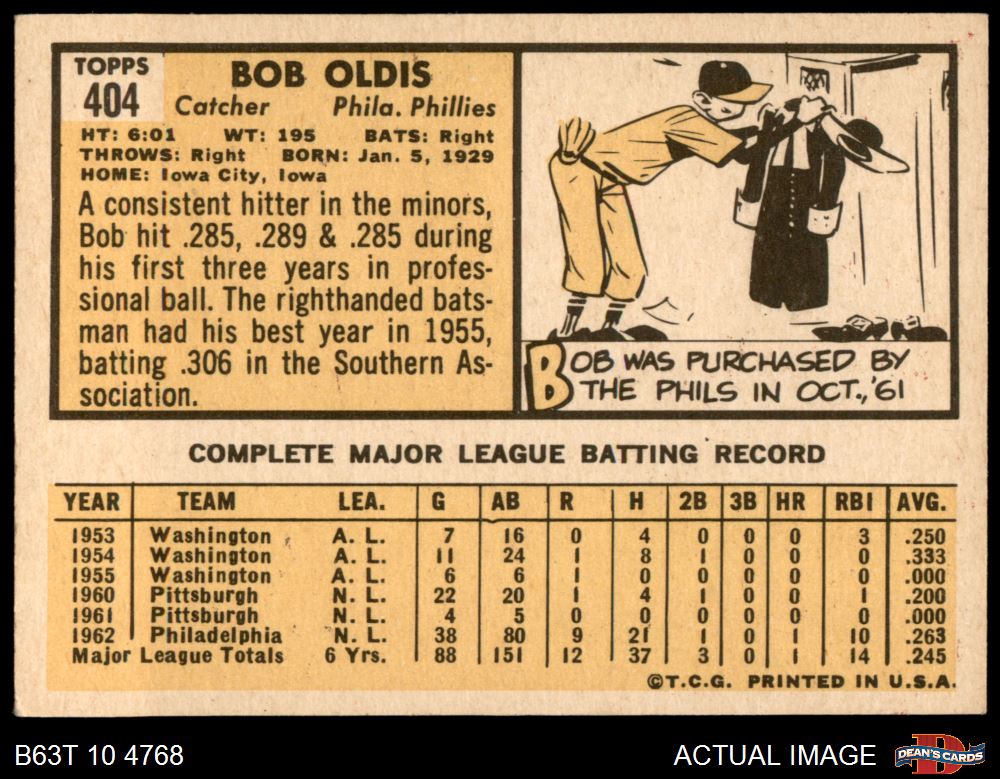 TOPPS
404
BOB OLDIS
Catcher Phila. Phillies
HT: 6:01 WT: 195 BATS: Right
THROWS: Right BORN: Jan. 5, 1929
HOME: Iowa City, Iowa
A consistent hitter in the minors,
Bob hit .285, .289 & .285 during
his first three years in profes-
sional ball. The righthanded bats-
man had his best year in 1955,
batting .306 in the Southern As-
sociation.
BOB WAS PURCHASED BY
THE PHILS IN OCT., '61
COMPLETE MAJOR LEAGUE BATTING RECORD
YEAR TEAM LEA. G AB R H 2B 3B HR RBI AVG.
1953 Washington A. L. 7 16 0 4 0 0 0 3 .250
1954 Washington A. L. 11 24 1 8 1 0 0 0 .333
1955 Washington A. L. 6 6 1 0 0 0 0 0 .000
1960 Pittsburgh N. L. 22 20 1 4 1 0 0 1 .200
1961 Pittsburgh N. L. 4 5 0 0 0 0 0 0 .000
1962 Philadelphia N. L. 38 80 9 21 1 0 1 10 .263
Major League Totals 6 Yrs. 88 151 12 37 3 0 1 14 .245
©T.C.G. PRINTED IN U.S.A.
B63T 10 4768 ACTUAL IMAGE DEAN'S CARDS